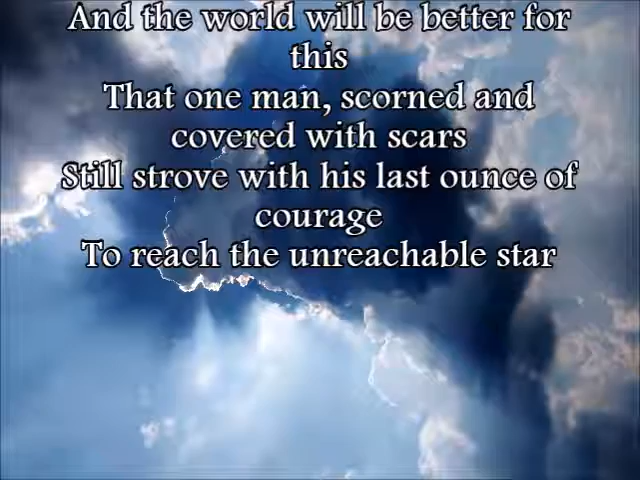 And the world will be better for
this
That one man, scorned and
covered with scars
Still strove with his last ounce of
courage
To reach the unreachable star